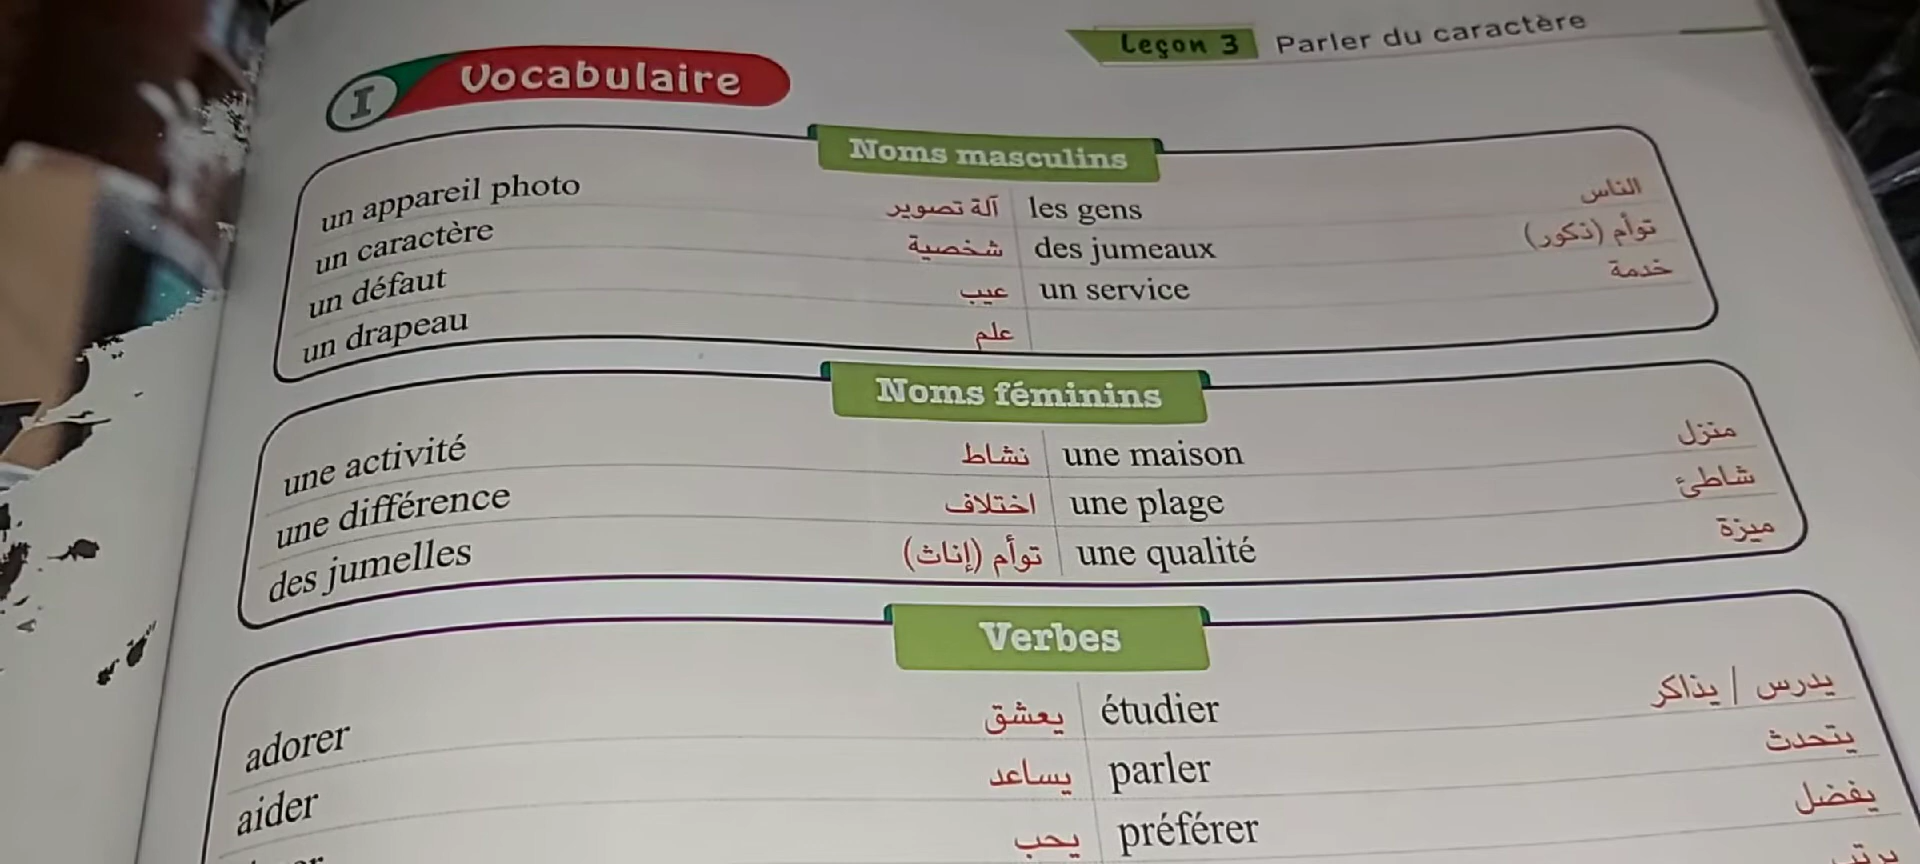 Leçon 3 Parler du caractère
I Vocabulaire
Noms masculins
un appareil photo آلة تصوير les gens الناس
un caractère شخصية des jumeaux توأم (ذكور)
un défaut عيب un service خدمة
un drapeau علم
Noms féminins
une activité نشاط une maison منزل
une différence اختلاف une plage شاطئ
des jumelles توأم (إناث) une qualité ميزة
Verbes
adorer يعشق étudier يدرس / يذاكر
aider يساعد parler يتحدث
يحب préférer يفضل